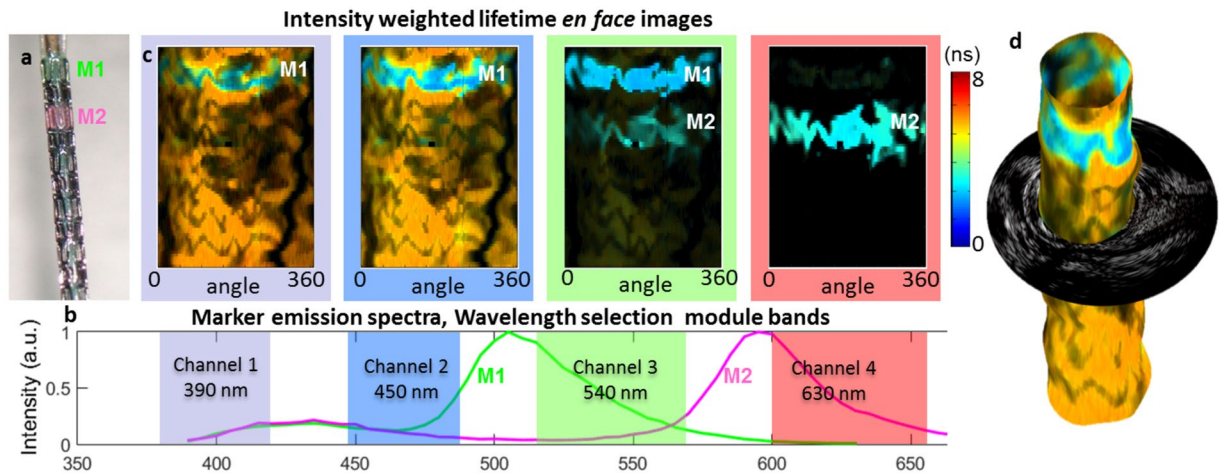 Intensity weighted lifetime en face images
a
M1
M2
c
M1
0 360
angle
M1
0 360
angle
M1
M2
0 360
angle
M2
0 360
angle
(ns)
8
0
d
b
Marker emission spectra, Wavelength selection module bands
Intensity (a.u.)
1
0.5
0
Channel 1
390 nm
Channel 2
450 nm
M1
Channel 3
540 nm
M2
Channel 4
630 nm
350 400 450 500 550 600 650